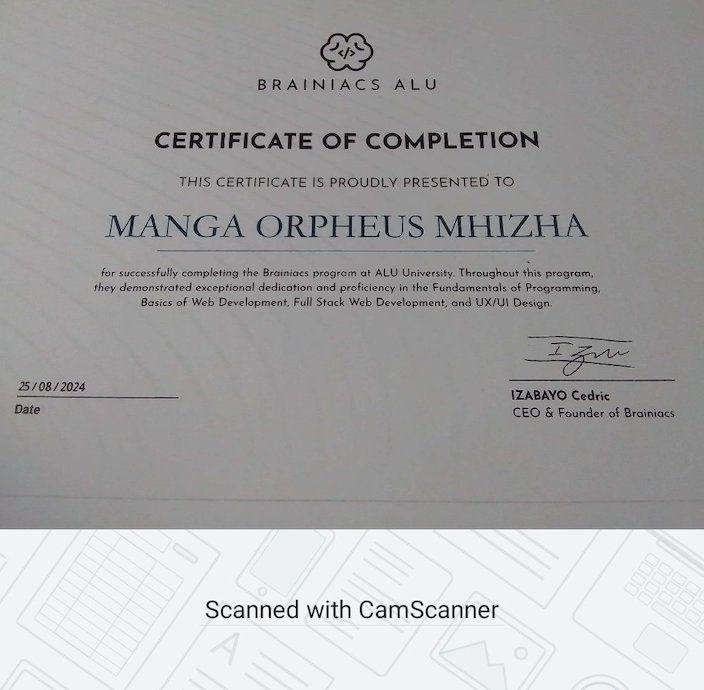 </>
BRAINIACS ALU
CERTIFICATE OF COMPLETION
THIS CERTIFICATE IS PROUDLY PRESENTED TO
MANGA ORPHEUS MHIZHA
for successfully completing the Brainiacs program at ALU University. Throughout this program,
they demonstrated exceptional dedication and proficiency in the Fundamentals of Programming,
Basics of Web Development, Full Stack Web Development, and UX/UI Design.
25/08/2024
Date
IZABAYO Cedric
CEO & Founder of Brainiacs
Scanned with CamScanner
A